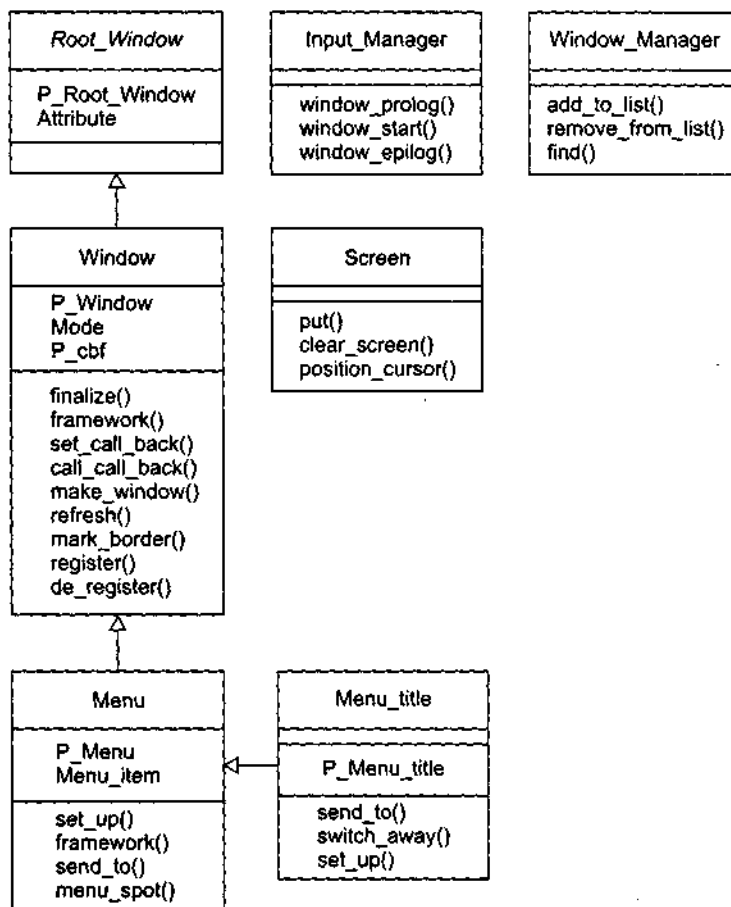 Root_Window
P_Root_Window
Attribute
Input_Manager
window_prolog()
window_start()
window_epilog()
Window_Manager
add_to_list()
remove_from_list()
find()
Window
P_Window
Mode
P_cbf
finalize()
framework()
set_call_back()
call_call_back()
make_window()
refresh()
mark_border()
register()
de_register()
Screen
put()
clear_screen()
position_cursor()
Menu
P_Menu
Menu_item
set_up()
framework()
send_to()
menu_spot()
Menu_title
P_Menu_title
send_to()
switch_away()
set_up()